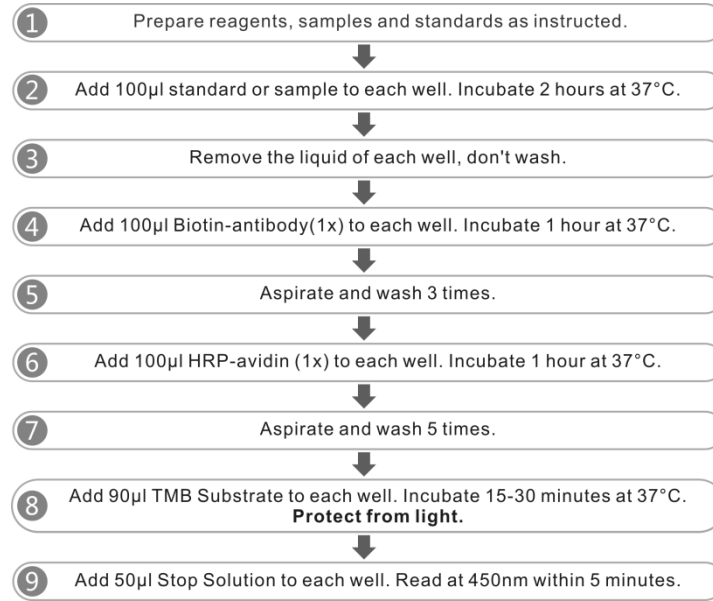 1 Prepare reagents, samples and standards as instructed.
2 Add 100μl standard or sample to each well. Incubate 2 hours at 37°C.
3 Remove the liquid of each well, don't wash.
4 Add 100μl Biotin-antibody(1x) to each well. Incubate 1 hour at 37°C.
5 Aspirate and wash 3 times.
6 Add 100μl HRP-avidin (1x) to each well. Incubate 1 hour at 37°C.
7 Aspirate and wash 5 times.
8 Add 90μl TMB Substrate to each well. Incubate 15-30 minutes at 37°C.
Protect from light.
9 Add 50μl Stop Solution to each well. Read at 450nm within 5 minutes.